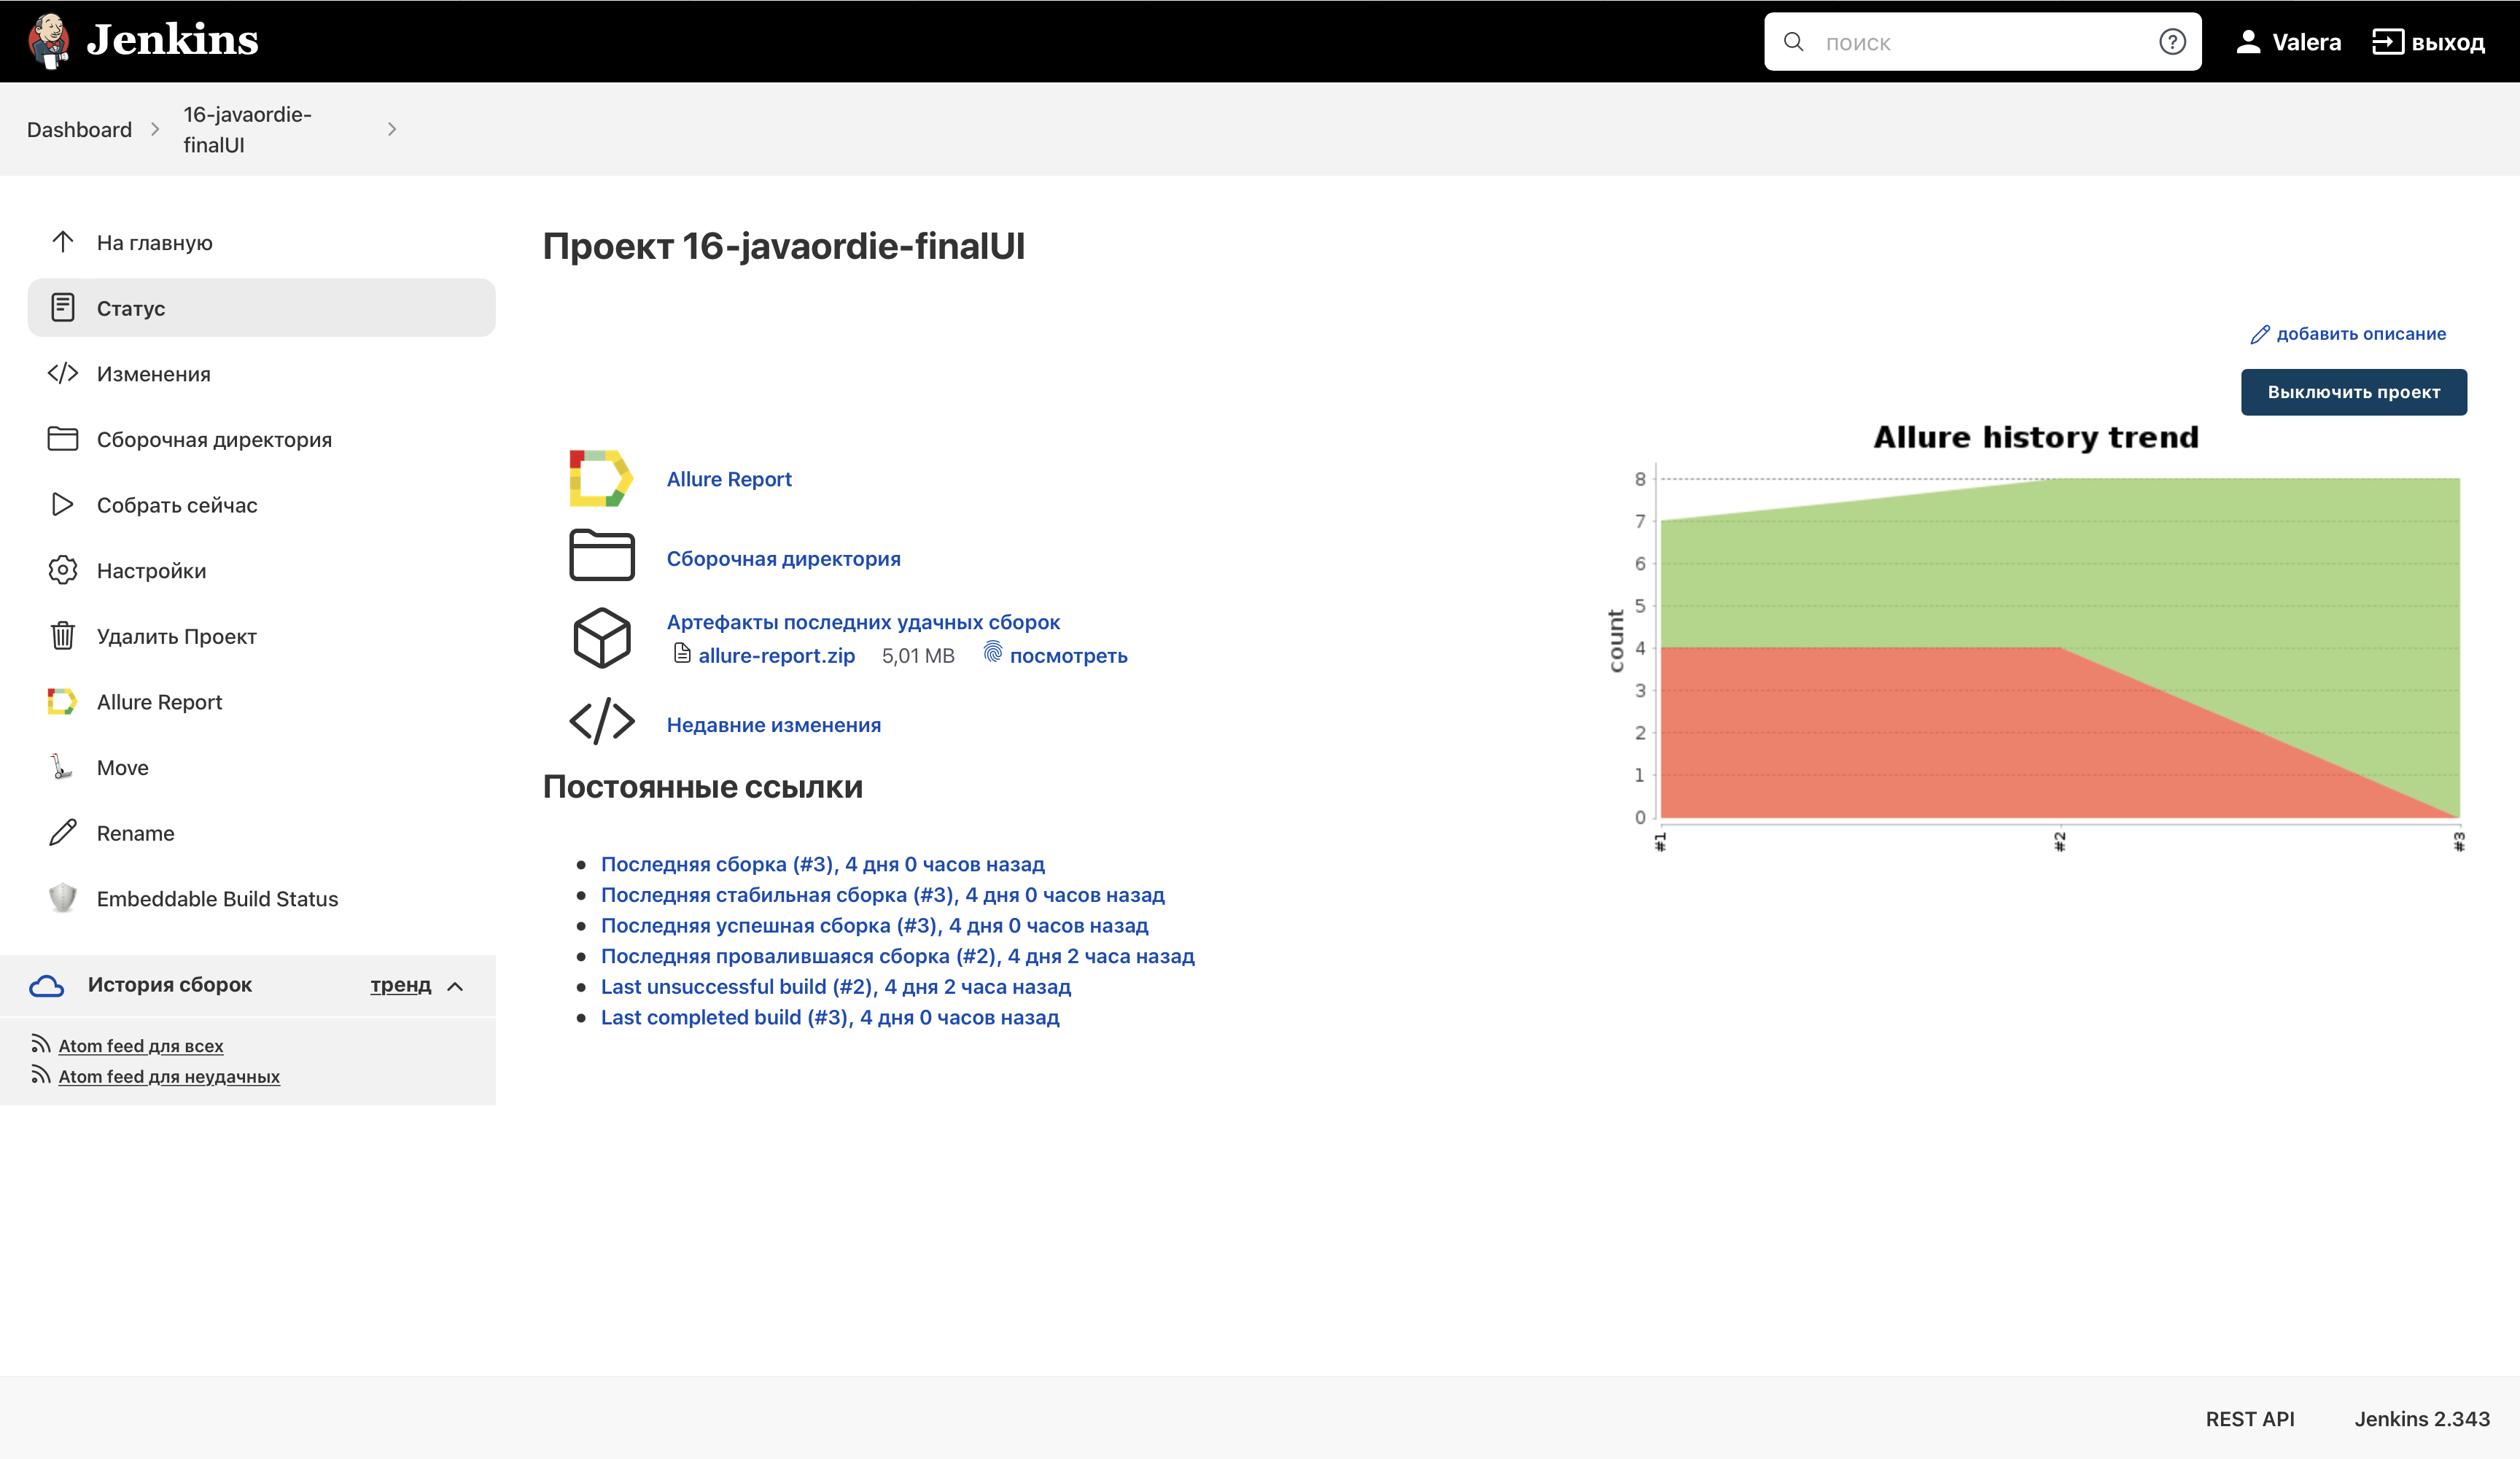 Jenkins
поиск
Valera
выход
Dashboard
16-javaordie-
finalUI
На главную
Статус
Изменения
Сборочная директория
Собрать сейчас
Настройки
Удалить Проект
Allure Report
Move
Rename
Embeddable Build Status
История сборок тренд
Atom feed для всех
Atom feed для неудачных
Проект 16-javaordie-finalUI
добавить описание
Выключить проект
Allure Report
Сборочная директория
Артефакты последних удачных сборок
allure-report.zip 5,01 MB посмотреть
Недавние изменения
Allure history trend
count
8
7
6
5
4
3
2
1
0
#1
#2
#3
Постоянные ссылки
Последняя сборка (#3), 4 дня 0 часов назад
Последняя стабильная сборка (#3), 4 дня 0 часов назад
Последняя успешная сборка (#3), 4 дня 0 часов назад
Последняя провалившаяся сборка (#2), 4 дня 2 часа назад
Last unsuccessful build (#2), 4 дня 2 часа назад
Last completed build (#3), 4 дня 0 часов назад
REST API
Jenkins 2.343